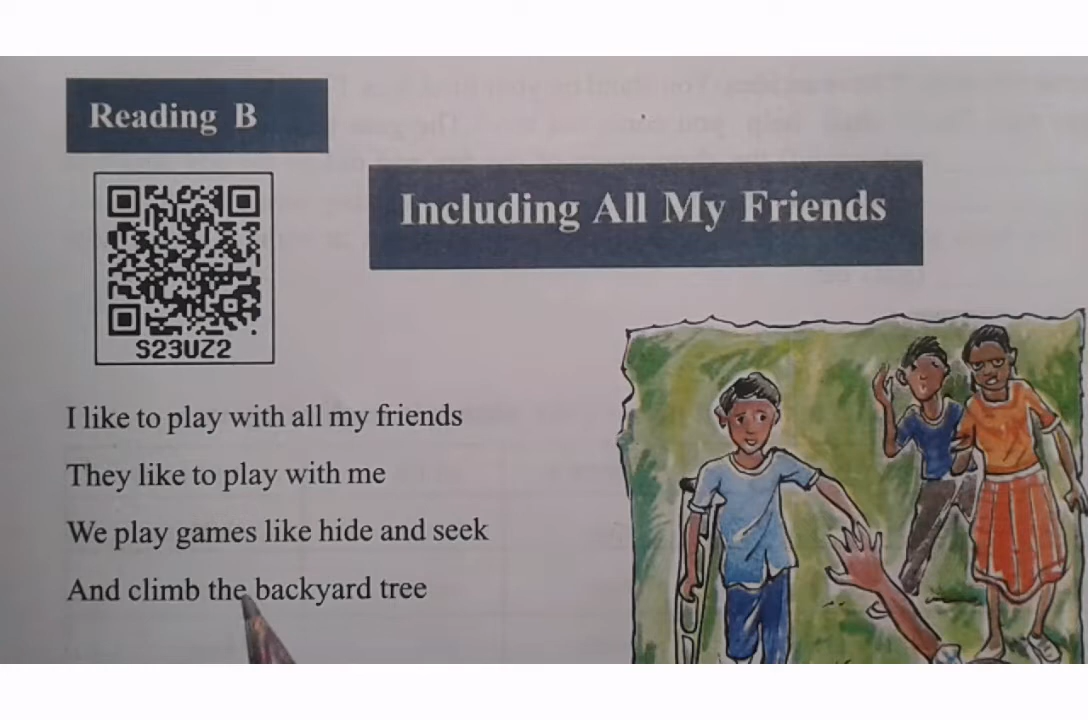 Reading B
Including All My Friends
S23UZ2
I like to play with all my friends
They like to play with me
We play games like hide and seek
And climb the backyard tree